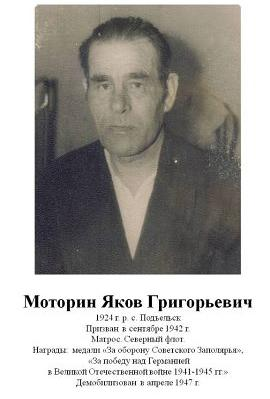 Моторин Яков Григорьевич
1924 г. р. с. Подъельск
Призван в сентябре 1942 г.
Матрос. Северный флот.
Награды: медали «За оборону Советского Заполярья»,
«За победу над Германией
в Великой Отечественной войне 1941-1945 гг.»
Демобилизован в апреле 1947 г.